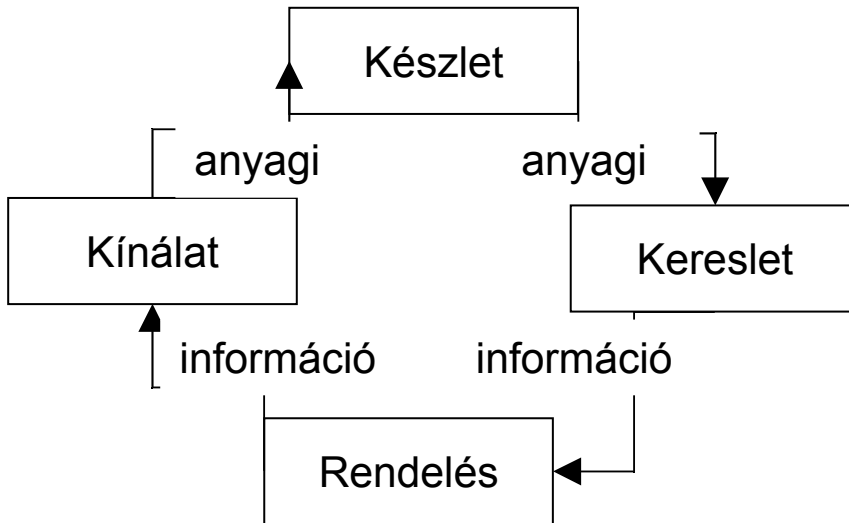 Készlet
anyagi anyagi
Kínálat Kereslet
információ információ
Rendelés